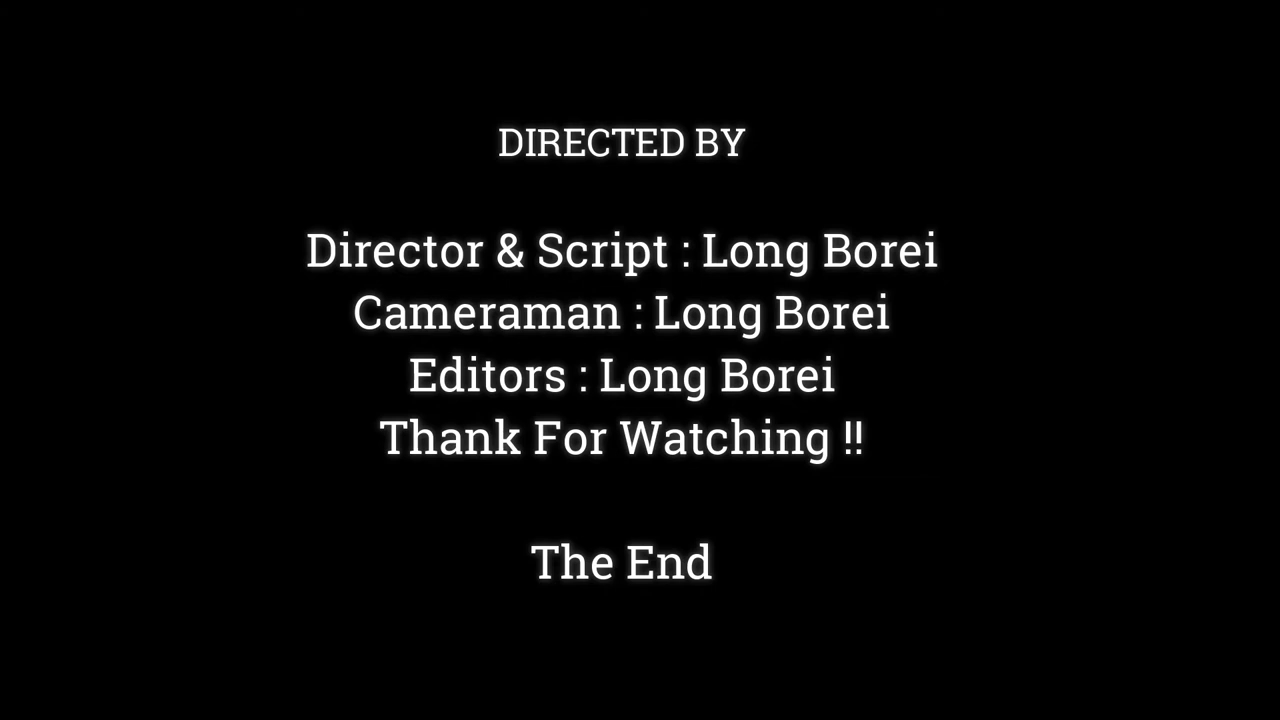 DIRECTED BY
Director & Script : Long Borei
Cameraman : Long Borei
Editors : Long Borei
Thank For Watching !!
The End